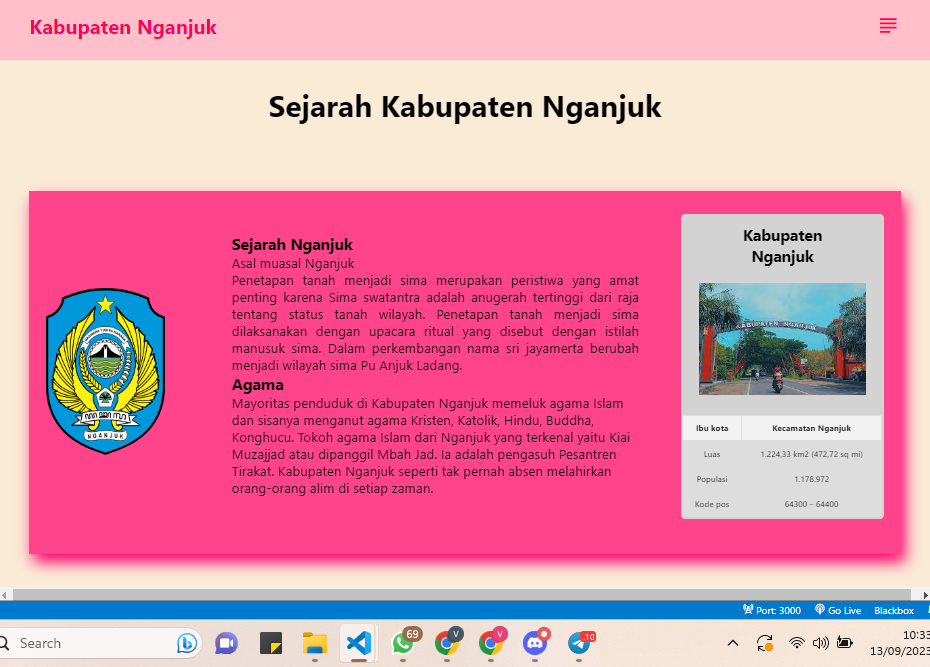 Kabupaten Nganjuk
Sejarah Kabupaten Nganjuk
Sejarah Nganjuk
Asal muasal Nganjuk
Penetapan tanah menjadi sima merupakan peristiwa yang amat
penting karena Sima swatantra adalah anugerah tertinggi dari raja
tentang status tanah wilayah. Penetapan tanah menjadi sima
dilaksanakan dengan upacara ritual yang disebut dengan istilah
manusuk sima. Dalam perkembangan nama sri jayamerta berubah
menjadi wilayah sima Pu Anjuk Ladang.
Agama
Mayoritas penduduk di Kabupaten Nganjuk memeluk agama Islam
dan sisanya menganut agama Kristen, Katolik, Hindu, Buddha,
Konghucu. Tokoh agama Islam dari Nganjuk yang terkenal yaitu Kiai
Muzajjad atau dipanggil Mbah Jad. Ia adalah pengasuh Pesantren
Tirakat. Kabupaten Nganjuk seperti tak pernah absen melahirkan
orang-orang alim di setiap zaman.
NGANJUK
Kabupaten
Nganjuk
KABUPATEN NGANJUK
Ibu kota Kecamatan Nganjuk
Luas 1.224,33 km2 (472,72 sq mi)
Populasi 1.178.972
Kode pos 64300 – 64400
Port: 3000 Go Live Blackbox
Search
69
V
V
.10
10:33
13/09/2023